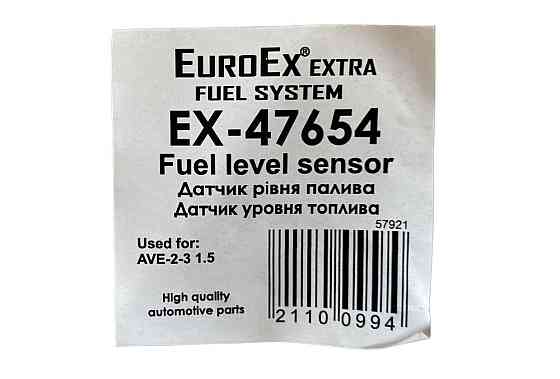 EUROEX® EXTRA
FUEL SYSTEM
EX-47654
Fuel level sensor
Датчик рівня палива
Датчик уровня топлива
57921
Used for:
AVE-2-3 1.5
High quality
automotive parts
2110 0994